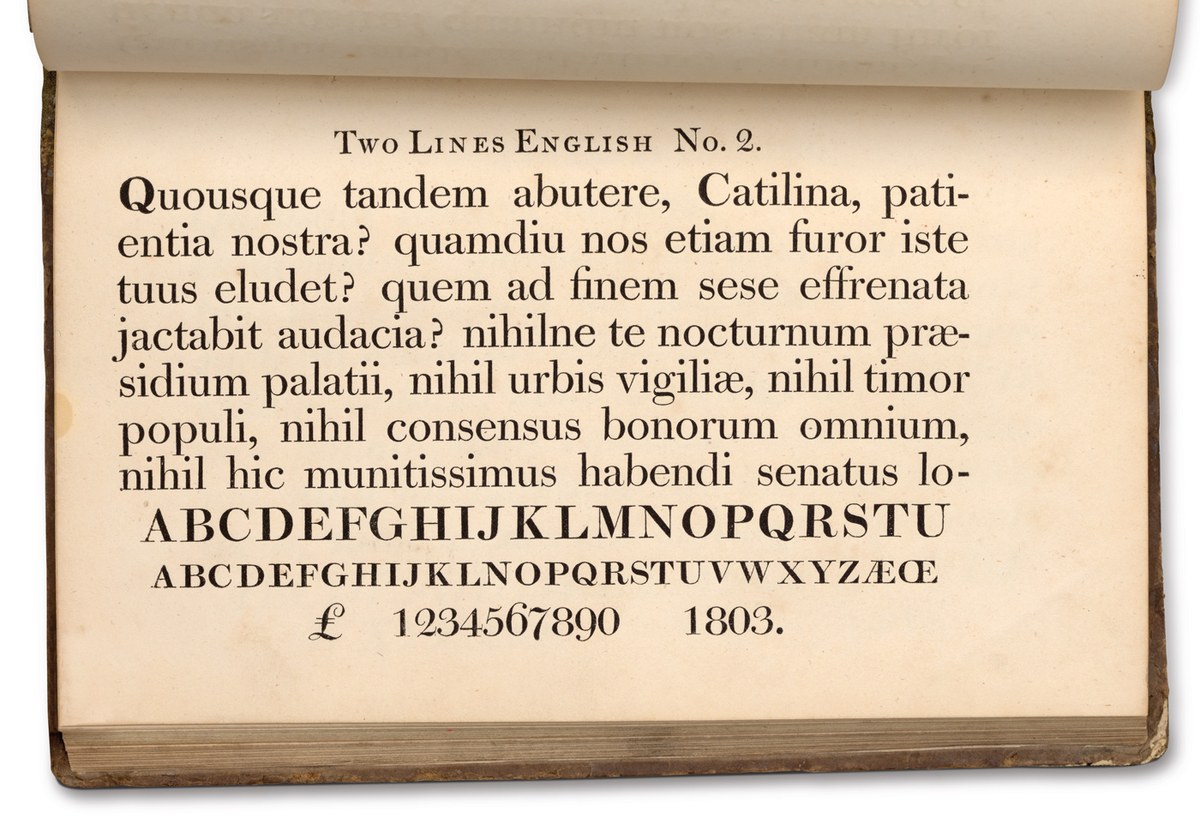 Two Lines English No. 2.
Quousque tandem abutere, Catilina, pati-
entia nostra? quamdiu nos etiam furor iste
tuus eludet? quem ad finem sese effrenata
jactabit audacia? nihilne te nocturnum præ-
sidium palatii, nihil urbis vigiliæ, nihil timor
populi, nihil consensus bonorum omnium,
nihil hic munitissimus habendi senatus lo-
ABCDEFGHIJKLMNOPQRSTU
ABCDEFGHIJKLNOPQRSTUVWXYZÆŒ
£ 1234567890 1803.